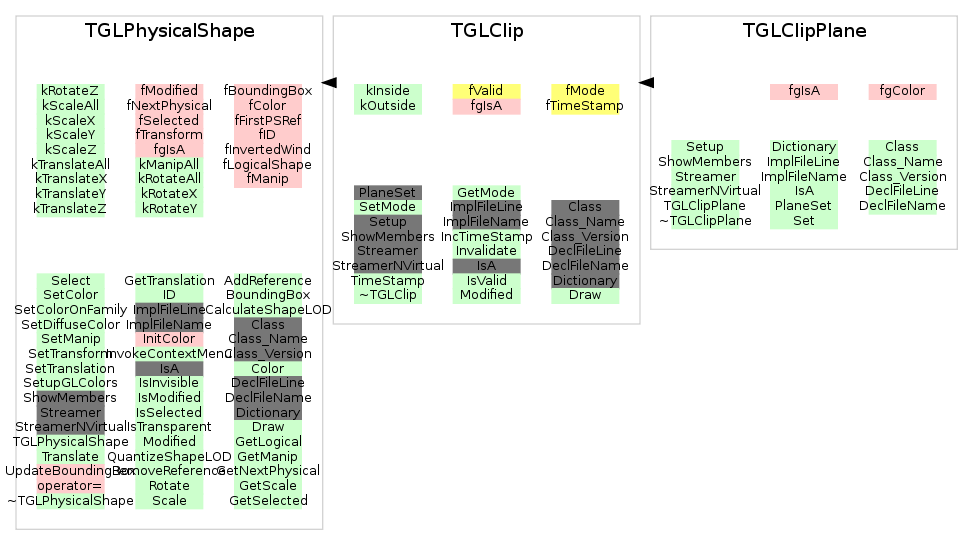 TGLPhysicalShape
kRotateZ
kScaleAll
kScaleX
kScaleY
kScaleZ
kTranslateAll
kTranslateX
kTranslateY
kTranslateZ
fModified
fNextPhysical
fSelected
fTransform
fgIsA
kManipAll
kRotateAll
kRotateX
kRotateY
fBoundingBox
fColor
fFirstPSRef
fID
fInvertedWind
fLogicalShape
fManip
Select
SetColor
SetColorOnFamily
SetDiffuseColor
SetManip
SetTransform
SetTranslation
SetupGLColors
ShowMembers
Streamer
StreamerNVirtual
TGLPhysicalShape
Translate
UpdateBoundingBox
operator=
~TGLPhysicalShape
GetTranslation
ID
ImplFileLine
ImplFileName
InitColor
InvokeContextMenu
IsA
IsInvisible
IsModified
IsSelected
IsTransparent
Modified
QuantizeShapeLOD
RemoveReference
Rotate
Scale
AddReference
BoundingBox
CalculateShapeLOD
Class
Class_Name
Class_Version
Color
DeclFileLine
DeclFileName
Dictionary
Draw
GetLogical
GetManip
GetNextPhysical
GetScale
GetSelected
TGLClip
kInside
kOutside
fValid
fgIsA
fMode
fTimeStamp
PlaneSet
SetMode
Setup
ShowMembers
Streamer
StreamerNVirtual
TimeStamp
~TGLClip
GetMode
ImplFileLine
ImplFileName
IncTimeStamp
Invalidate
IsA
IsValid
Modified
Class
Class_Name
Class_Version
DeclFileLine
DeclFileName
Dictionary
Draw
TGLClipPlane
fgIsA
fgColor
Setup
ShowMembers
Streamer
StreamerNVirtual
TGLClipPlane
~TGLClipPlane
Dictionary
ImplFileLine
ImplFileName
IsA
PlaneSet
Set
Class
Class_Name
Class_Version
DeclFileLine
DeclFileName